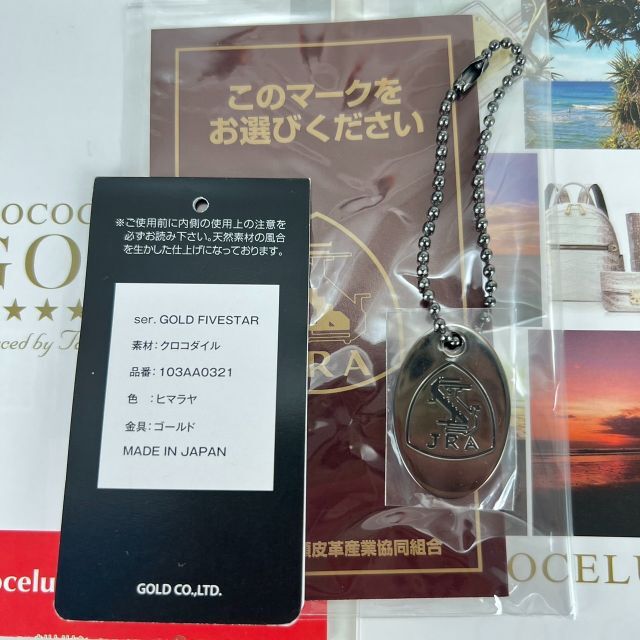 このマークを
お選びください
JRA
類皮革産業協同組合
※ご使用前に内側の使用上の注意を
必ずお読み下さい。天然素材の風合
を生かした仕上げになっております。
ser. GOLD FIVESTAR
素材：クロコダイル
品番：103AA0321
色　：ヒマラヤ
金具：ゴールド
MADE IN JAPAN
GOLD CO.,LTD.
JRA
OCELU
ocelu